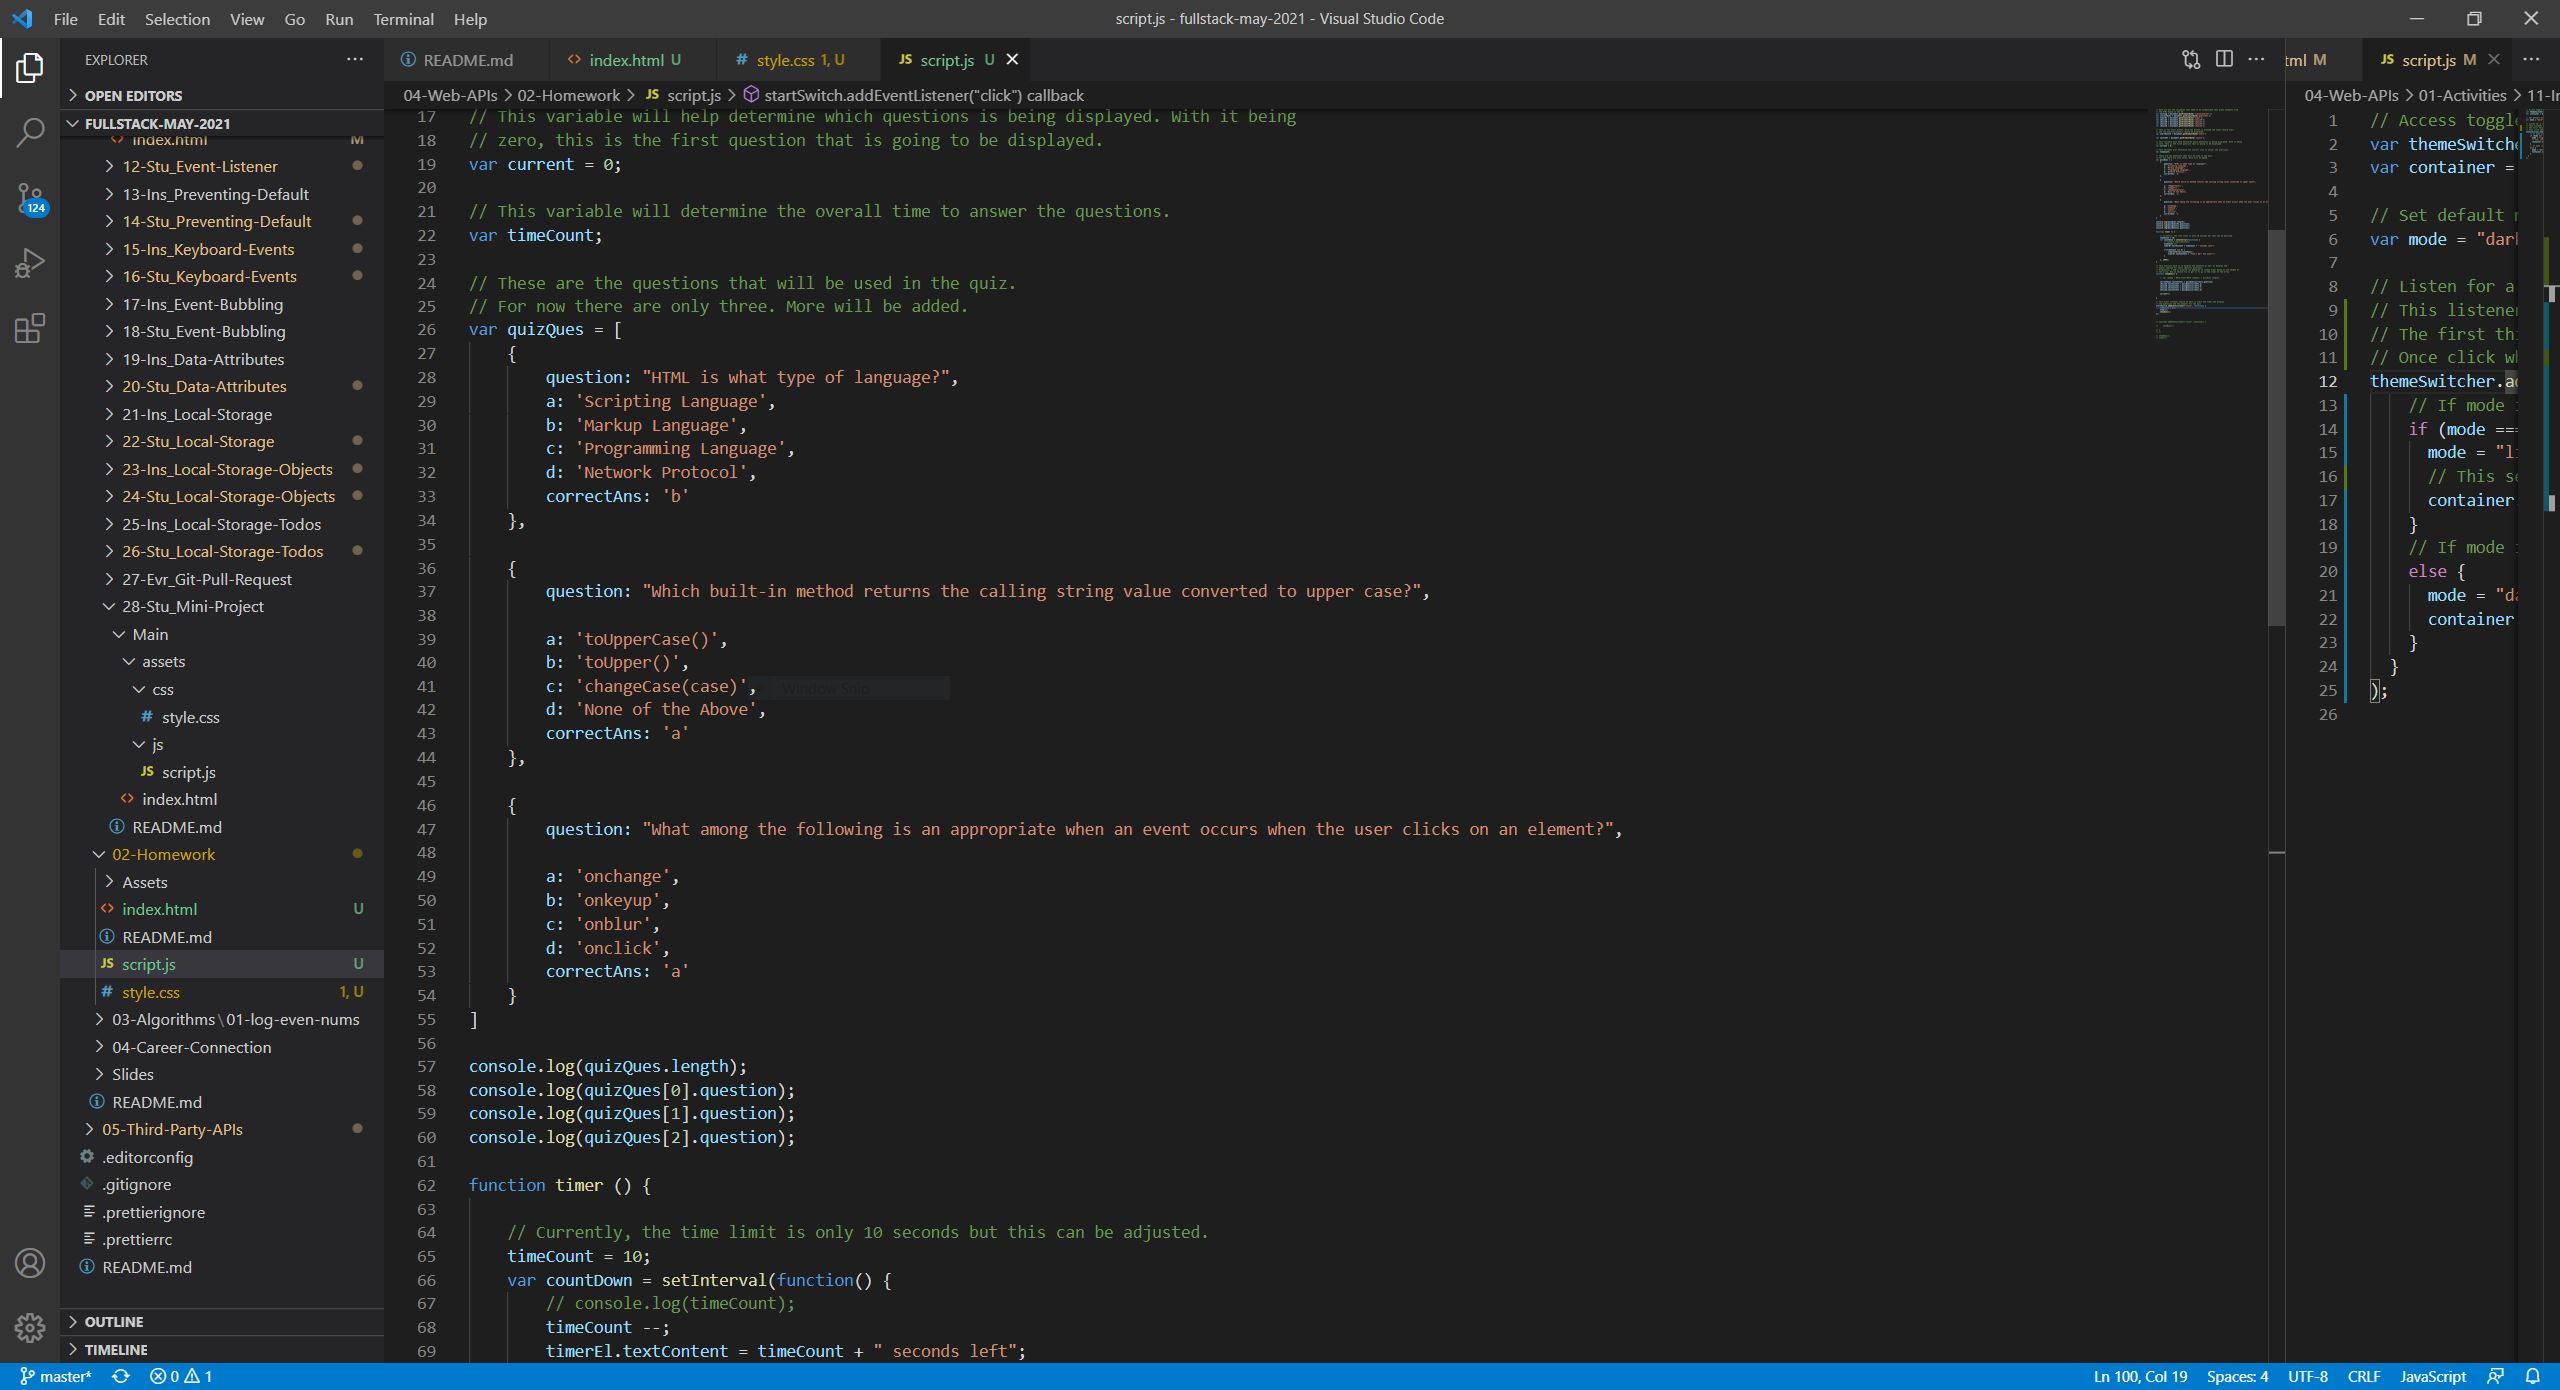 File Edit Selection View Go Run Terminal Help
script.js - fullstack-may-2021 - Visual Studio Code
EXPLORER
OPEN EDITORS
FULLSTACK-MAY-2021
index.html M
12-Stu_Event-Listener
13-Ins_Preventing-Default
14-Stu_Preventing-Default
15-Ins_Keyboard-Events
16-Stu_Keyboard-Events
17-Ins_Event-Bubbling
18-Stu_Event-Bubbling
19-Ins_Data-Attributes
20-Stu_Data-Attributes
21-Ins_Local-Storage
22-Stu_Local-Storage
23-Ins_Local-Storage-Objects
24-Stu_Local-Storage-Objects
25-Ins_Local-Storage-Todos
26-Stu_Local-Storage-Todos
27-Evr_Git-Pull-Request
28-Stu_Mini-Project
Main
assets
css
# style.css
js
JS script.js
<> index.html
README.md
02-Homework
Assets
<> index.html U
README.md
JS script.js U
# style.css 1, U
03-Algorithms\01-log-even-nums
04-Career-Connection
Slides
README.md
05-Third-Party-APIs
.editorconfig
.gitignore
.prettierignore
.prettierrc
README.md
OUTLINE
TIMELINE
124
README.md <> index.html U # style.css 1, U JS script.js U
04-Web-APIs > 02-Homework > JS script.js > startSwitch.addEventListener("click") callback
17 // This variable will help determine which questions is being displayed. With it being
18 // zero, this is the first question that is going to be displayed.
19 var current = 0;
20
21 // This variable will determine the overall time to answer the questions.
22 var timeCount;
23
24 // These are the questions that will be used in the quiz.
25 // For now there are only three. More will be added.
26 var quizQues = [
27 {
28 question: "HTML is what type of language?",
29 a: 'Scripting Language',
30 b: 'Markup Language',
31 c: 'Programming Language',
32 d: 'Network Protocol',
33 correctAns: 'b'
34 },
35
36 {
37 question: "Which built-in method returns the calling string value converted to upper case?",
38
39 a: 'toUpperCase()',
40 b: 'toUpper()',
41 c: 'changeCase(case)',
Window Snip
42 d: 'None of the Above',
43 correctAns: 'a'
44 },
45
46 {
47 question: "What among the following is an appropriate when an event occurs when the user clicks on an element?",
48
49 a: 'onchange',
50 b: 'onkeyup',
51 c: 'onblur',
52 d: 'onclick',
53 correctAns: 'a'
54 }
55 ]
56
57 console.log(quizQues.length);
58 console.log(quizQues[0].question);
59 console.log(quizQues[1].question);
60 console.log(quizQues[2].question);
61
62 function timer () {
63
64 // Currently, the time limit is only 10 seconds but this can be adjusted.
65 timeCount = 10;
66 var countDown = setInterval(function() {
67 // console.log(timeCount);
68 timeCount --;
69 timerEl.textContent = timeCount + " seconds left";
tml M JS script.js M
04-Web-APIs > 01-Activities > 11-Ir
1 // Access toggle
2 var themeSwitche
3 var container =
4
5 // Set default m
6 var mode = "dar
7
8 // Listen for a
9 // This listener
10 // The first th
11 // Once click wh
12 themeSwitcher.ad
13 // If mode
14 if (mode ===
15 mode = "li
16 // This se
17 container
18 }
19 // If mode
20 else {
21 mode = "da
22 container
23 }
24 }
25 );
26
master* 0 1
Ln 100, Col 19 Spaces: 4 UTF-8 CRLF JavaScript